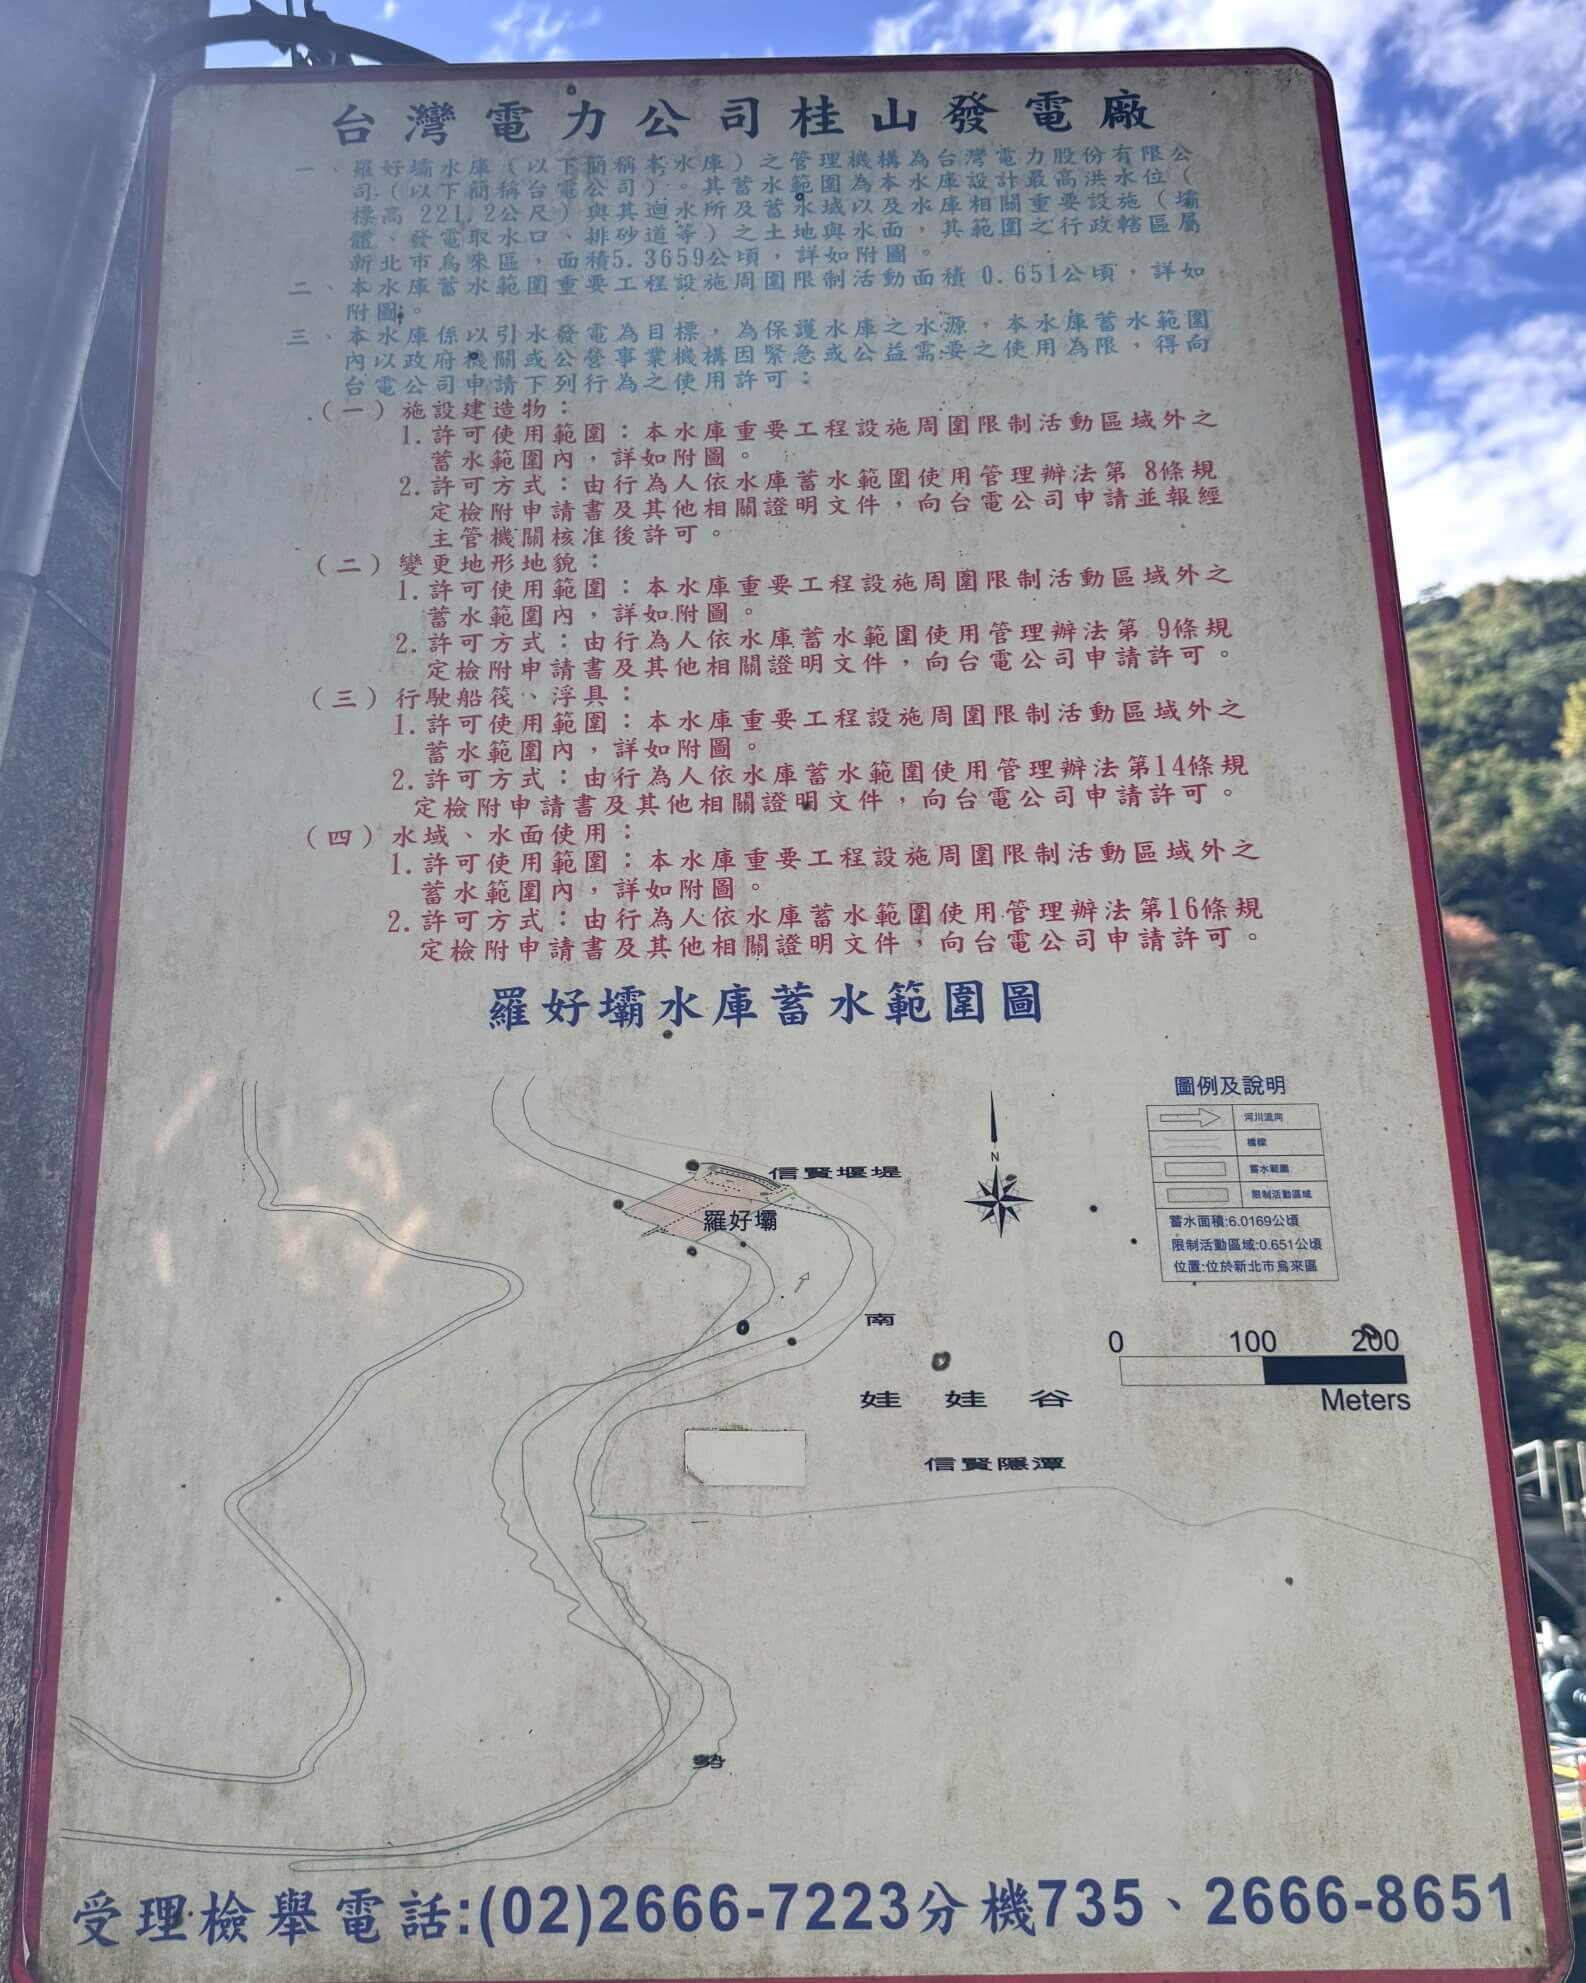 台灣電力公司桂山發電廠
一、羅好壩水庫（以下簡稱本水庫）之管理機構為台灣電力股份有限公
司（以下簡稱台電公司）。其蓄水範圍為本水庫設計最高洪水位（
標高 221.2公尺）與其迴水所及蓄水域以及水庫相關重要設施（壩
體、發電取水口、排砂道等）之土地與水面，其範圍之行政轄區屬
新北市烏來區，面積5.3659公頃，詳如附圖。
二、本水庫蓄水範圍重要工程設施周圍限制活動面積 0.651公頃，詳如
附圖。
三、本水庫係以引水發電為目標，為保護水庫之水源，本水庫蓄水範圍
內以政府機關或公營事業機構因緊急或公益需要之使用為限，得向
台電公司申請下列行為之使用許可：
（一）施設建造物：
1.許可使用範圍：本水庫重要工程設施周圍限制活動區域外之
蓄水範圍內，詳如附圖。
2.許可方式：由行為人依水庫蓄水範圍使用管理辦法第 8條規
定檢附申請書及其他相關證明文件，向台電公司申請並報經
主管機關核准後許可。
（二）變更地形地貌：
1.許可使用範圍：本水庫重要工程設施周圍限制活動區域外之
蓄水範圍內，詳如附圖。
2.許可方式：由行為人依水庫蓄水範圍使用管理辦法第 9條規
定檢附申請書及其他相關證明文件，向台電公司申請許可。
（三）行駛船筏、浮具：
1.許可使用範圍：本水庫重要工程設施周圍限制活動區域外之
蓄水範圍內，詳如附圖。
2.許可方式：由行為人依水庫蓄水範圍使用管理辦法第14條規
定檢附申請書及其他相關證明文件，向台電公司申請許可。
（四）水域、水面使用：
1.許可使用範圍：本水庫重要工程設施周圍限制活動區域外之
蓄水範圍內，詳如附圖。
2.許可方式：由行為人依水庫蓄水範圍使用管理辦法第16條規
定檢附申請書及其他相關證明文件，向台電公司申請許可。
羅好壩水庫蓄水範圍圖
圖例及說明
河川流向
橋樑
蓄水範圍
限制活動區域
蓄水面積:6.0169公頃
限制活動區域:0.651公頃
位置:位於新北市烏來區
N
信賢堰堤
羅好壩
南
0 100 200
Meters
娃娃谷
信賢隱潭
勢
受理檢舉電話:(02)2666-7223分機735、2666-8651